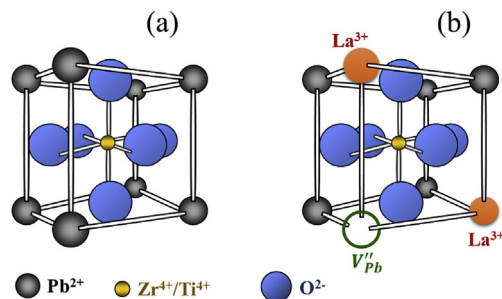 (a)
(b)
La³⁺
La³⁺
V''Pb
Pb²⁺
Zr⁴⁺/Ti⁴⁺
O²⁻